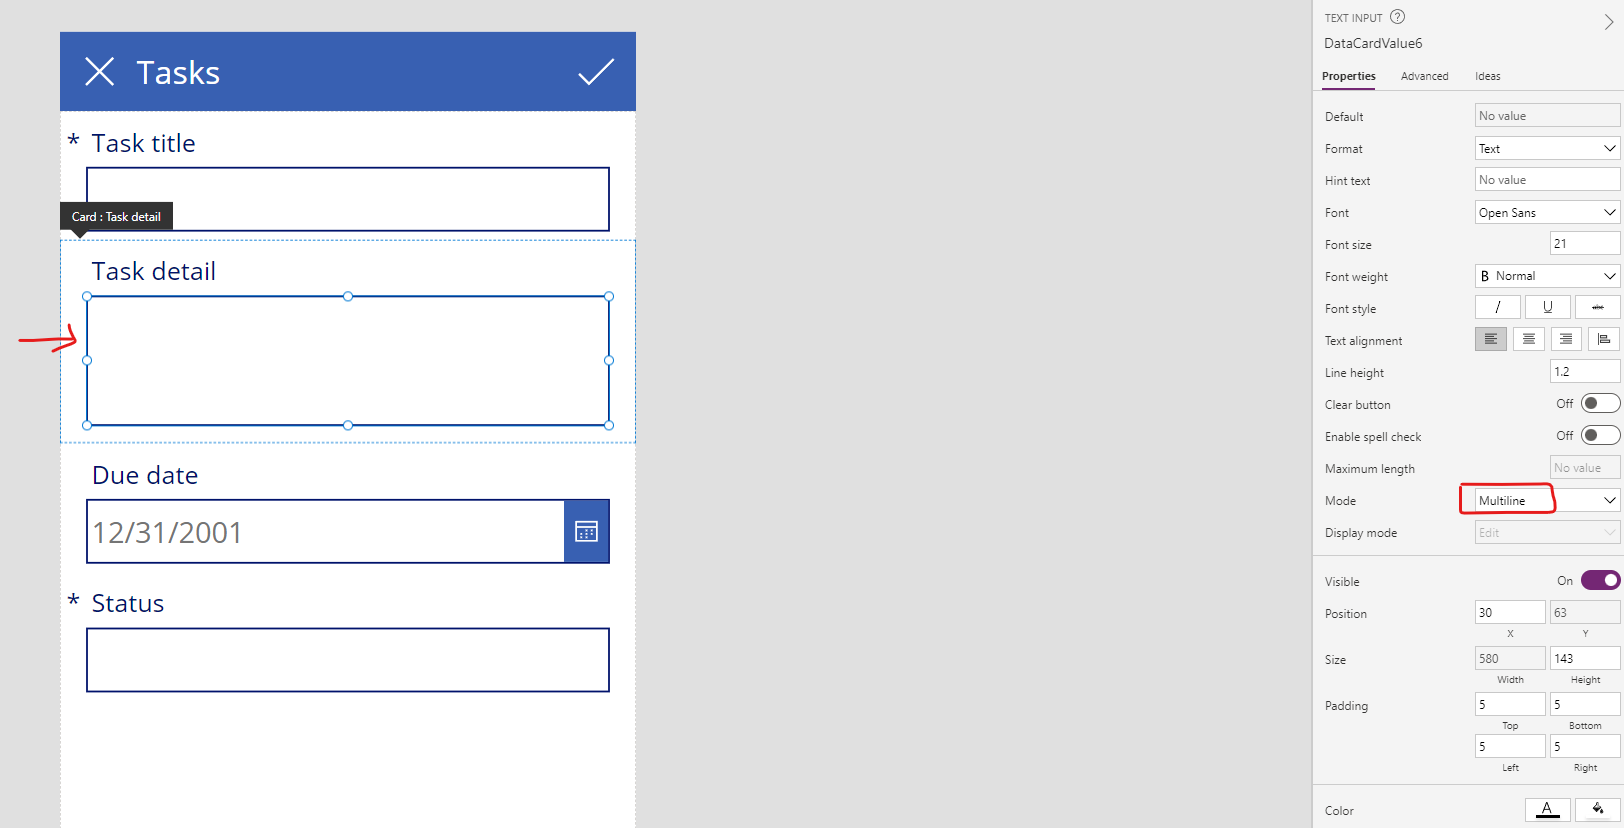 Tasks
* Task title
Card : Task detail
Task detail
Due date
12/31/2001
* Status
TEXT INPUT ?
DataCardValue6
Properties Advanced Ideas
Default No value
Format Text
Hint text No value
Font Open Sans
Font size 21
Font weight B Normal
Font style / U abc
Text alignment
Line height 1.2
Clear button Off
Enable spell check Off
Maximum length No value
Mode Multiline
Display mode Edit
Visible On
Position 30 63
X Y
Size 580 143
Width Height
Padding 5 5
Top Bottom
5 5
Left Right
Color A